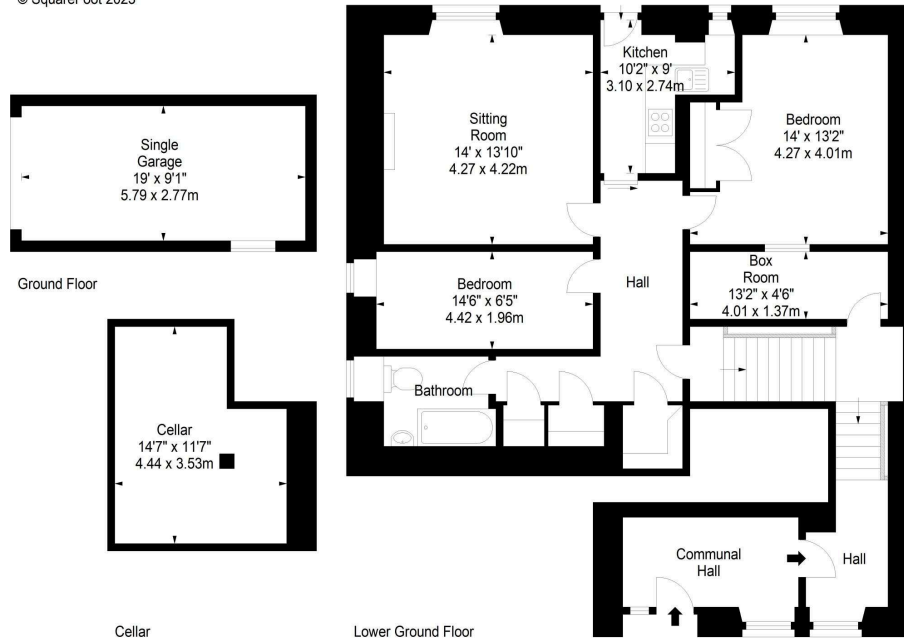 © SquareFoot 2025
Single
Garage
19' x 9'1"
5.79 x 2.77m
Ground Floor
Cellar
14'7" x 11'7"
4.44 x 3.53m
Cellar
Sitting
Room
14' x 13'10"
4.27 x 4.22m
Kitchen
10'2" x 9'
3.10 x 2.74m
Bedroom
14' x 13'2"
4.27 x 4.01m
Bedroom
14'6" x 6'5"
4.42 x 1.96m
Hall
Box
Room
13'2" x 4'6"
4.01 x 1.37m
Bathroom
Communal
Hall
Hall
Lower Ground Floor